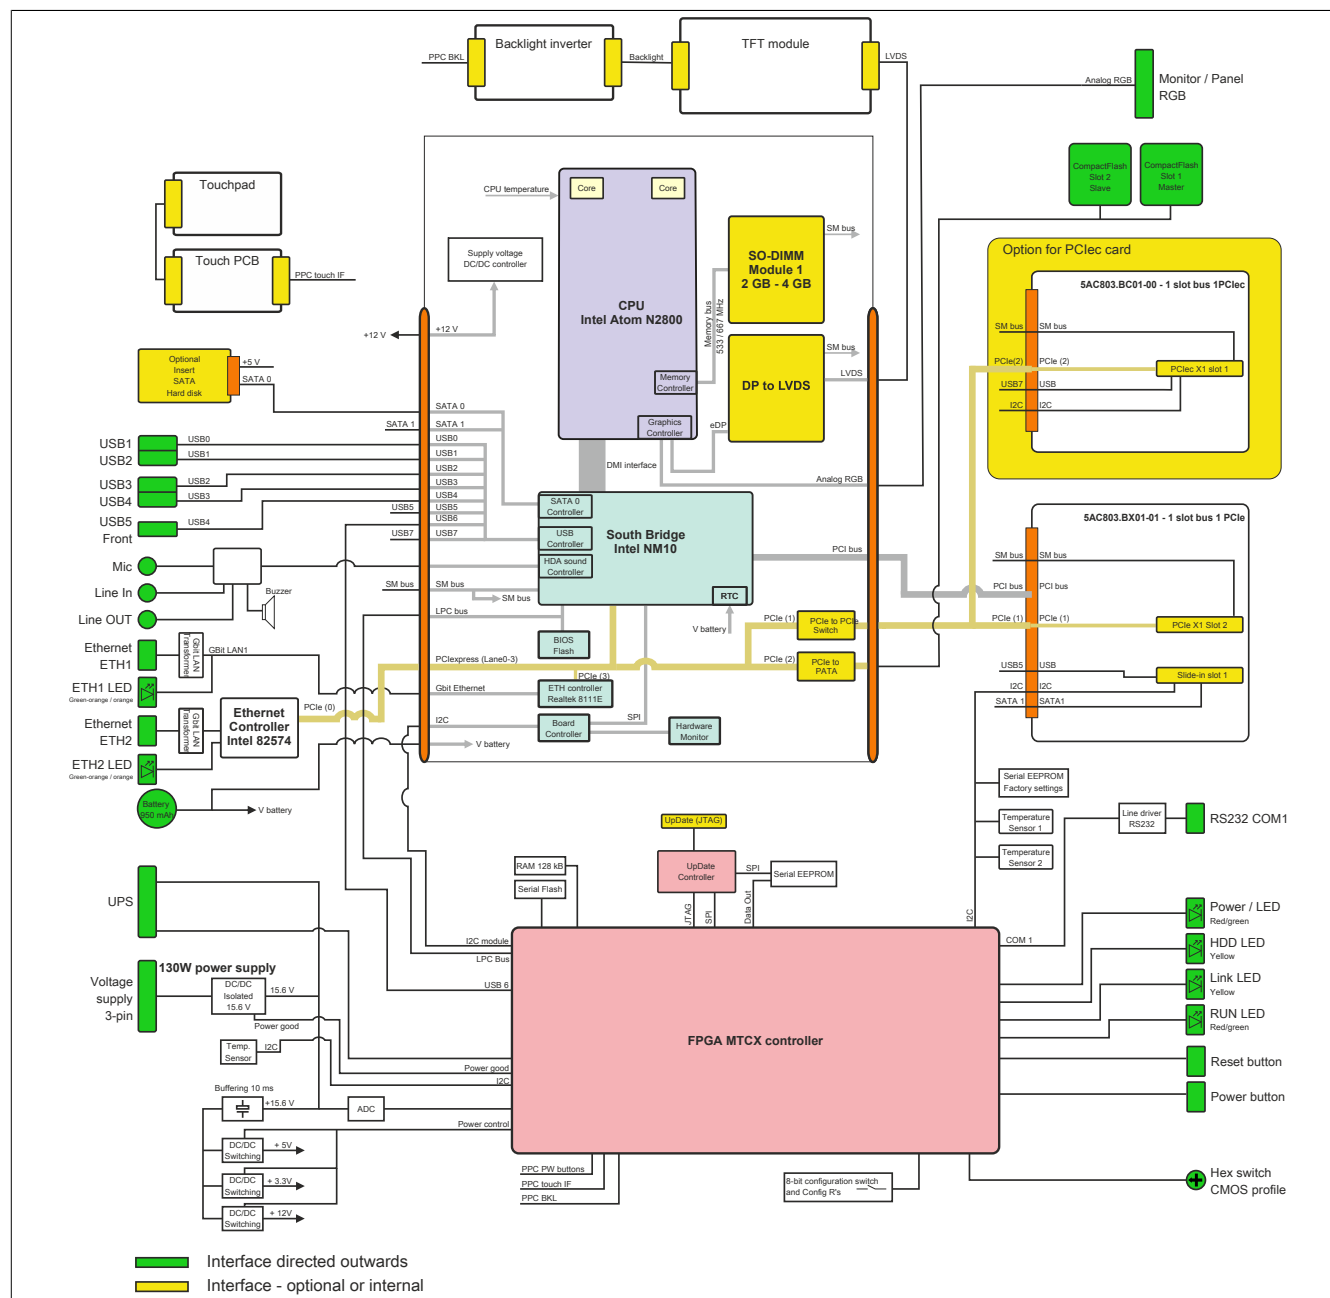 Backlight inverter
TFT module
PPC BKL
Backlight
LVDS
Analog RGB
Monitor / Panel
RGB
CompactFlash
Slot 2
Slave
CompactFlash
Slot 1
Master
Touchpad
Touch PCB
PPC touch IF
CPU temperature
Core
Core
Supply voltage
DC/DC controller
CPU
Intel Atom N2800
Memory bus
533 / 667 MHz
SO-DIMM
Module 1
2 GB - 4 GB
SM bus
SM bus
DP to LVDS
LVDS
Memory
Controller
Graphics
Controller
eDP
DMI interface
Analog RGB
+12 V
+12 V
Option for PCIec card
5AC803.BC01-00 - 1 slot bus 1PCIec
SM bus
SM bus
PCIe(2)
PCIe (2)
PCIec X1 slot 1
USB7
USB
I2C
I2C
Optional
Insert
SATA
Hard disk
+5 V
SATA 0
SATA 0
SATA 1
SATA 1
USB1
USB2
USB0
USB1
USB0
USB1
USB3
USB4
USB2
USB3
USB2
USB3
USB4
USB5
USB5
USB6
USB7
USB7
USB5
Front
USB4
SATA 0
Controller
USB
Controller
HDA sound
Controller
South Bridge
Intel NM10
RTC
PCI bus
V battery
Mic
Line In
Line OUT
Buzzer
SM bus
SM bus
SM bus
LPC bus
BIOS
Flash
5AC803.BX01-01 - 1 slot bus 1 PCIe
SM bus
SM bus
PCI bus
PCI bus
PCIe (1)
PCIe (1)
PCIe X1 Slot 2
USB5
USB
Slide-in slot 1
I2C
I2C
SATA 1
SATA1
PCIe (1)
PCIe to PCIe
Switch
PCIe (2)
PCIe to
PATA
Ethernet
ETH1
Gbit LAN
Transformer
GBit LAN1
ETH1 LED
Green-orange / orange
PCIexpress (Lane0-3)
PCIe (3)
Gbit Ethernet
ETH controller
Realtek 8111E
Ethernet
ETH2
Gbit LAN
Transformer
Ethernet
Controller
Intel 82574
PCIe (0)
ETH2 LED
Green-orange / orange
I2C
Board
Controller
SPI
Hardware
Monitor
V battery
Battery
950 mAh
V battery
Serial EEPROM
Factory settings
Temperature
Sensor 1
Temperature
Sensor 2
Line driver
RS232
RS232 COM1
UpDate (JTAG)
UpDate
Controller
SPI
Serial EEPROM
RAM 128 kB
Serial Flash
JTAG
SPI
Data Out
I2C
UPS
I2C module
LPC Bus
USB 6
COM 1
Power / LED
Red/green
HDD LED
Yellow
Link LED
Yellow
RUN LED
Red/green
Reset button
Power button
Voltage
supply
3-pin
130W power supply
DC/DC
Isolated
15.6 V
15.6 V
Power good
Temp.
Sensor
I2C
FPGA MTCX controller
Power good
I2C
Buffering 10 ms
+15.6 V
ADC
Power control
DC/DC
Switching
+ 5V
DC/DC
Switching
+ 3.3V
DC/DC
Switching
+ 12V
PPC PW buttons
PPC touch IF
PPC BKL
8-bit configuration switch
and Config R's
Hex switch
CMOS profile
Interface directed outwards
Interface - optional or internal